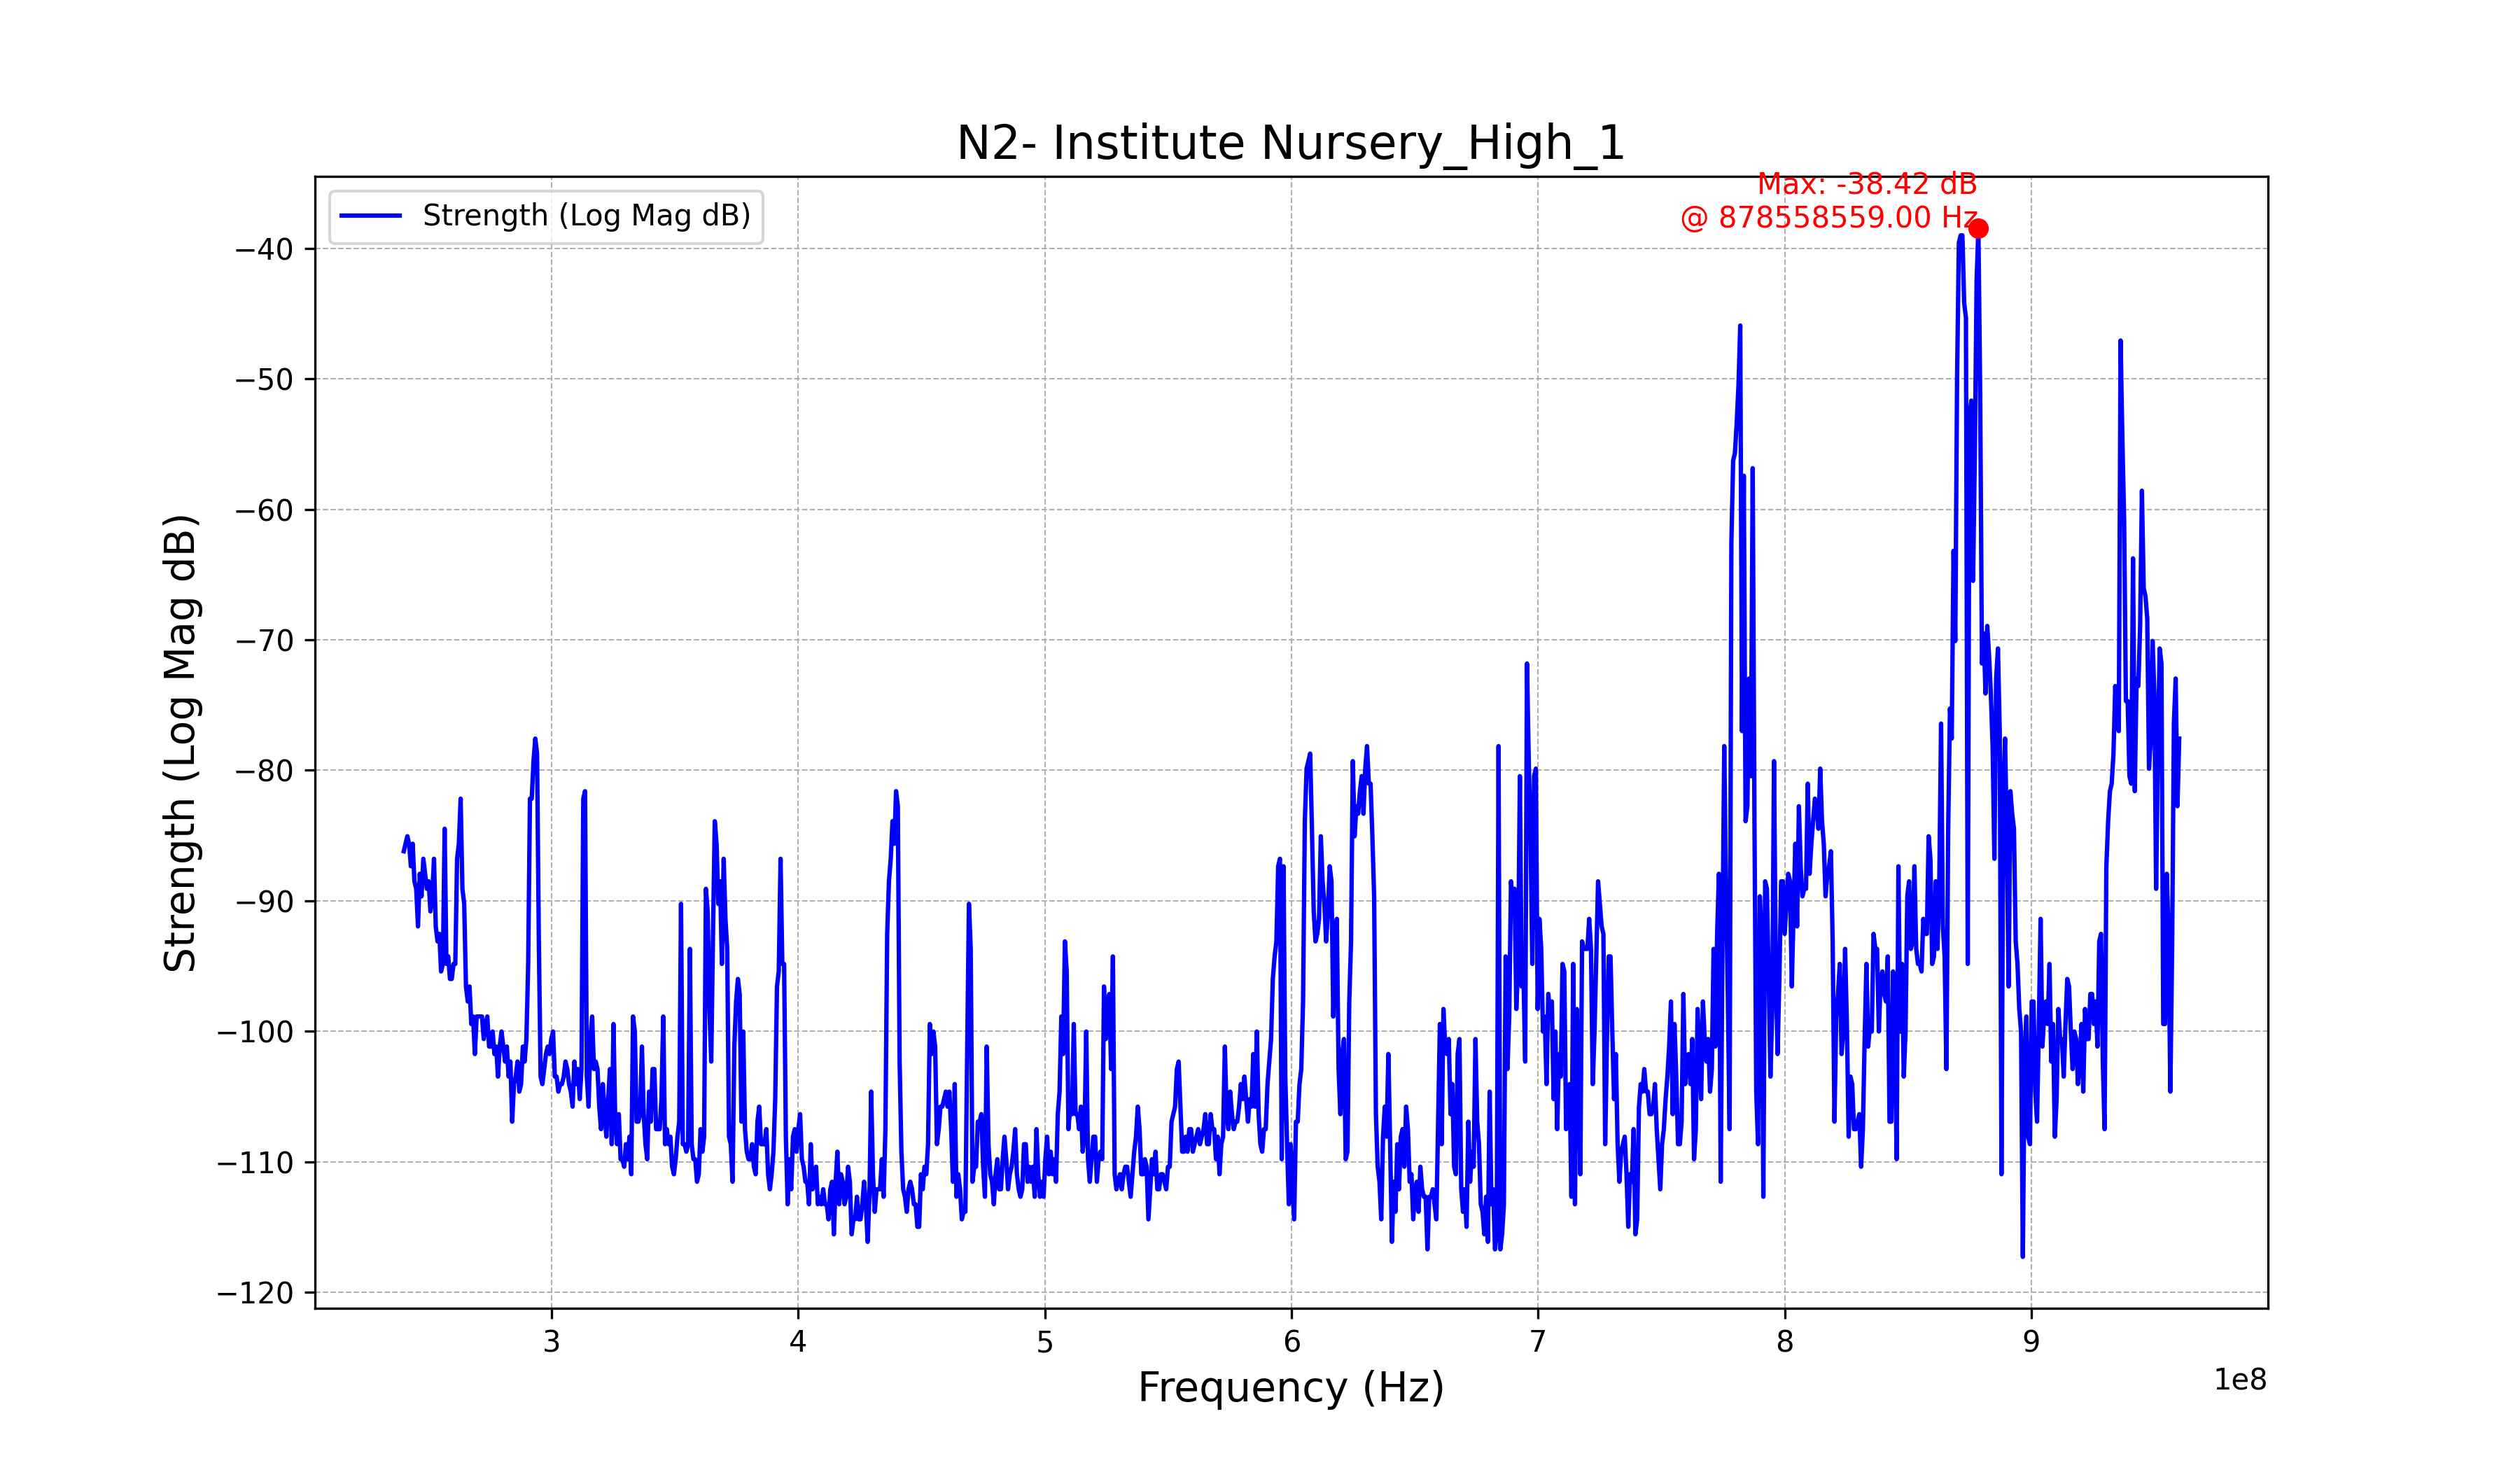 N2- Institute Nursery_High_1
Max: -38.42 dB
@ 878558559.00 Hz
Strength (Log Mag dB)
Strength (Log Mag dB)
−40
−50
−60
−70
−80
−90
−100
−110
−120
3 4 5 6 7 8 9
1e8
Frequency (Hz)